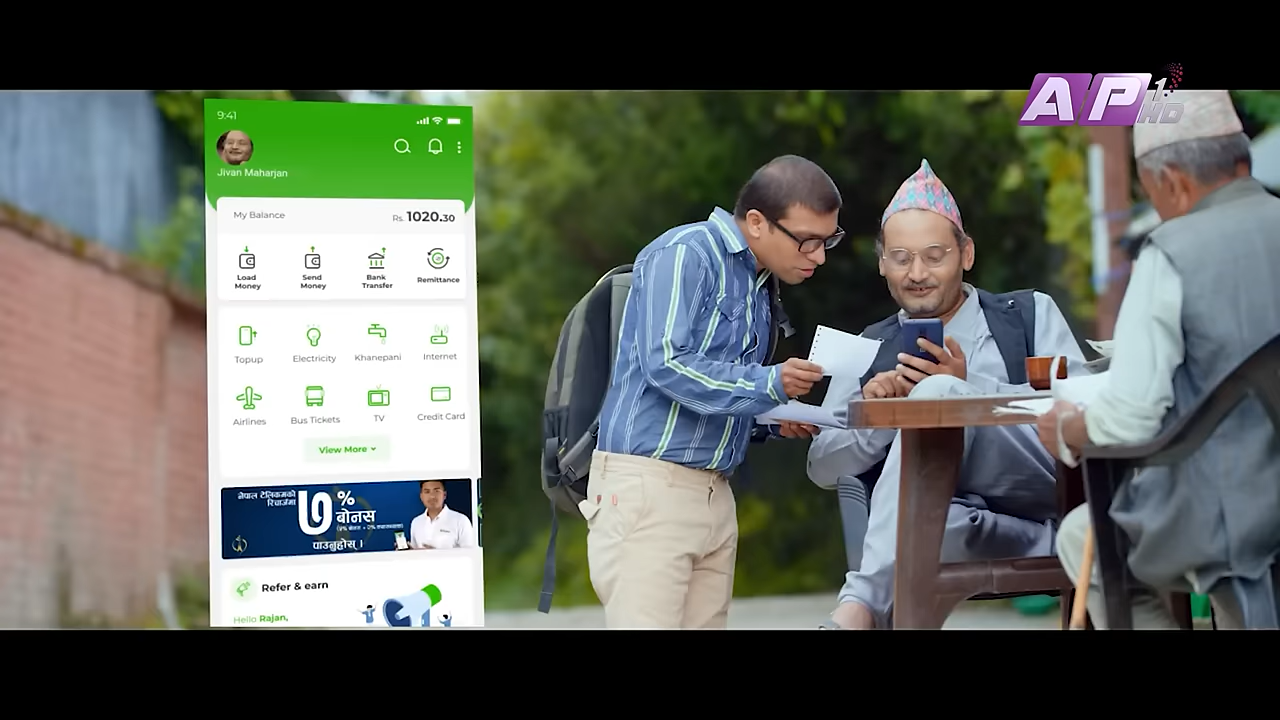 AP1 HD
9:41
Jivan Maharjan
My Balance
Rs. 1020.30
Load Money
Send Money
Bank Transfer
Remittance
Topup
Electricity
Khanepani
Internet
Airlines
Bus Tickets
TV
Credit Card
View More
नेपाल टेलिकमको
रिचार्जमा
७%
बोनस
पाउनुहोस् ।
Refer & earn
Hello Rajan,